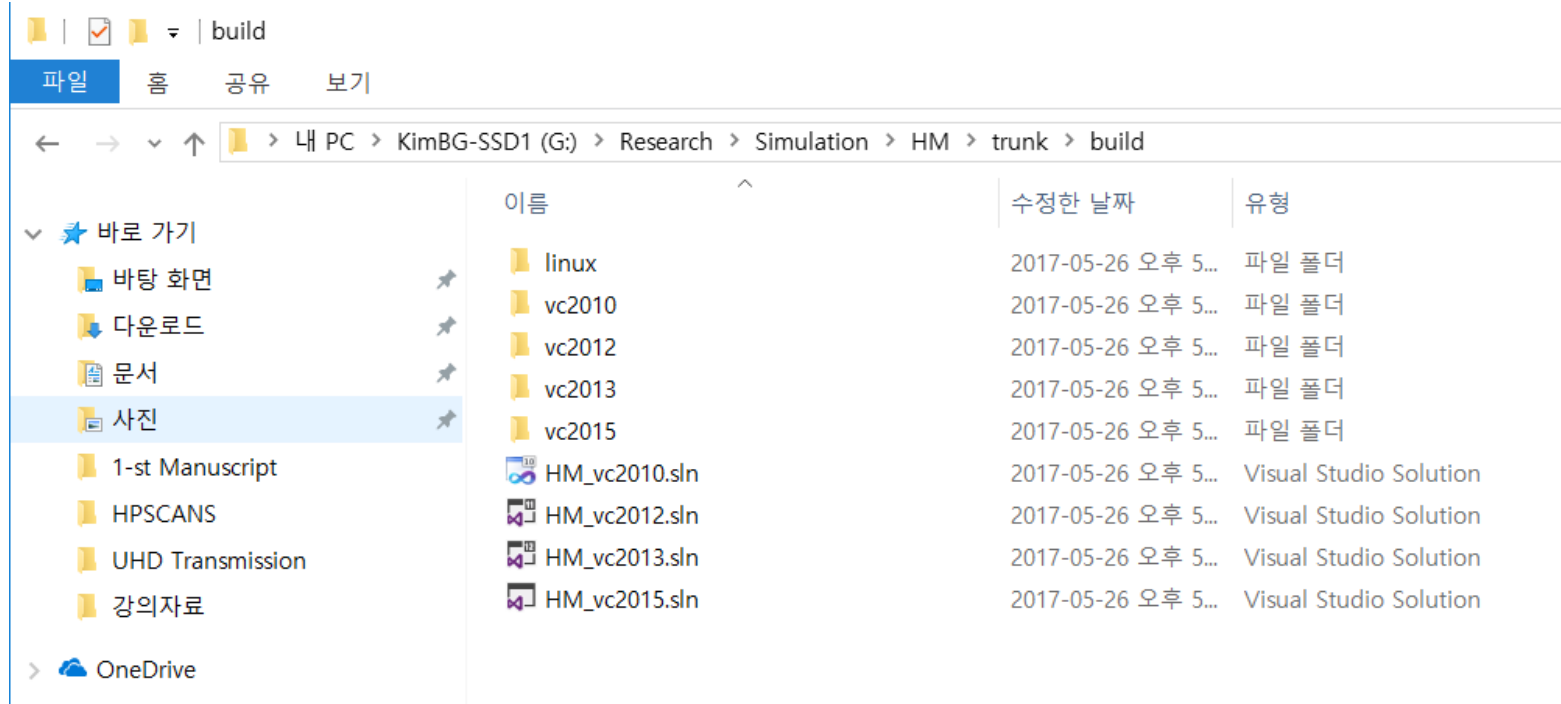 build
파일 홈 공유 보기
내 PC > KimBG-SSD1 (G:) > Research > Simulation > HM > trunk > build
이름 수정한 날짜 유형
바로 가기
바탕 화면
다운로드
문서
사진
1-st Manuscript
HPSCANS
UHD Transmission
강의자료
OneDrive
linux 2017-05-26 오후 5... 파일 폴더
vc2010 2017-05-26 오후 5... 파일 폴더
vc2012 2017-05-26 오후 5... 파일 폴더
vc2013 2017-05-26 오후 5... 파일 폴더
vc2015 2017-05-26 오후 5... 파일 폴더
HM_vc2010.sln 2017-05-26 오후 5... Visual Studio Solution
HM_vc2012.sln 2017-05-26 오후 5... Visual Studio Solution
HM_vc2013.sln 2017-05-26 오후 5... Visual Studio Solution
HM_vc2015.sln 2017-05-26 오후 5... Visual Studio Solution